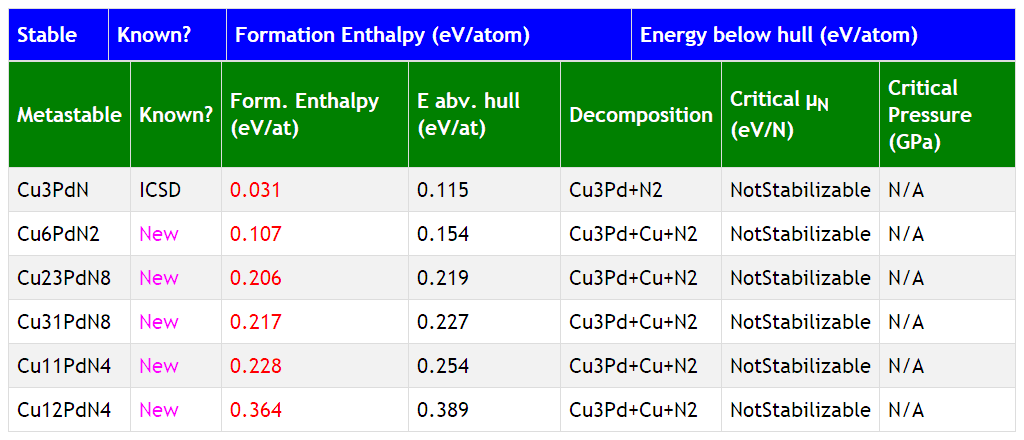 Stable Known? Formation Enthalpy (eV/atom) Energy below hull (eV/atom)
Metastable Known? Form. Enthalpy (eV/at) E abv. hull (eV/at) Decomposition Critical μN (eV/N) Critical Pressure (GPa)
Cu3PdN ICSD 0.031 0.115 Cu3Pd+N2 NotStabilizable N/A
Cu6PdN2 New 0.107 0.154 Cu3Pd+Cu+N2 NotStabilizable N/A
Cu23PdN8 New 0.206 0.219 Cu3Pd+Cu+N2 NotStabilizable N/A
Cu31PdN8 New 0.217 0.227 Cu3Pd+Cu+N2 NotStabilizable N/A
Cu11PdN4 New 0.228 0.254 Cu3Pd+Cu+N2 NotStabilizable N/A
Cu12PdN4 New 0.364 0.389 Cu3Pd+Cu+N2 NotStabilizable N/A